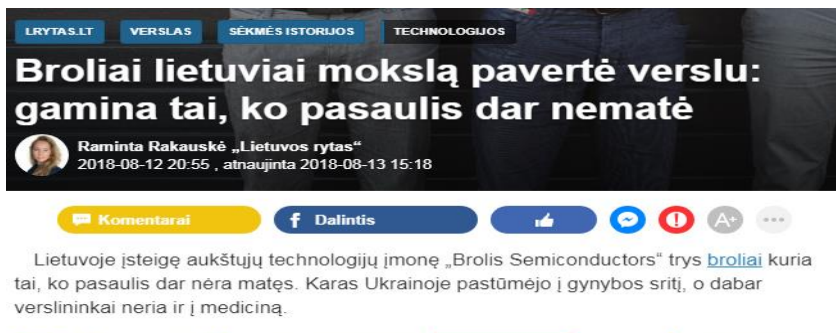 LRYTAS.LT VERSLAS SĖKMĖS ISTORIJOS TECHNOLOGIJOS
Broliai lietuviai mokslą pavertė verslu:
gamina tai, ko pasaulis dar nematė
Raminta Rakauskė „Lietuvos rytas“
2018-08-12 20:55 , atnaujinta 2018-08-13 15:18
Komentarai f Dalintis A+
Lietuvoje įsteigę aukštųjų technologijų įmonę „Brolis Semiconductors“ trys broliai kuria
tai, ko pasaulis dar nėra matęs. Karas Ukrainoje pastūmėjo į gynybos sritį, o dabar
verslininkai neria ir į mediciną.